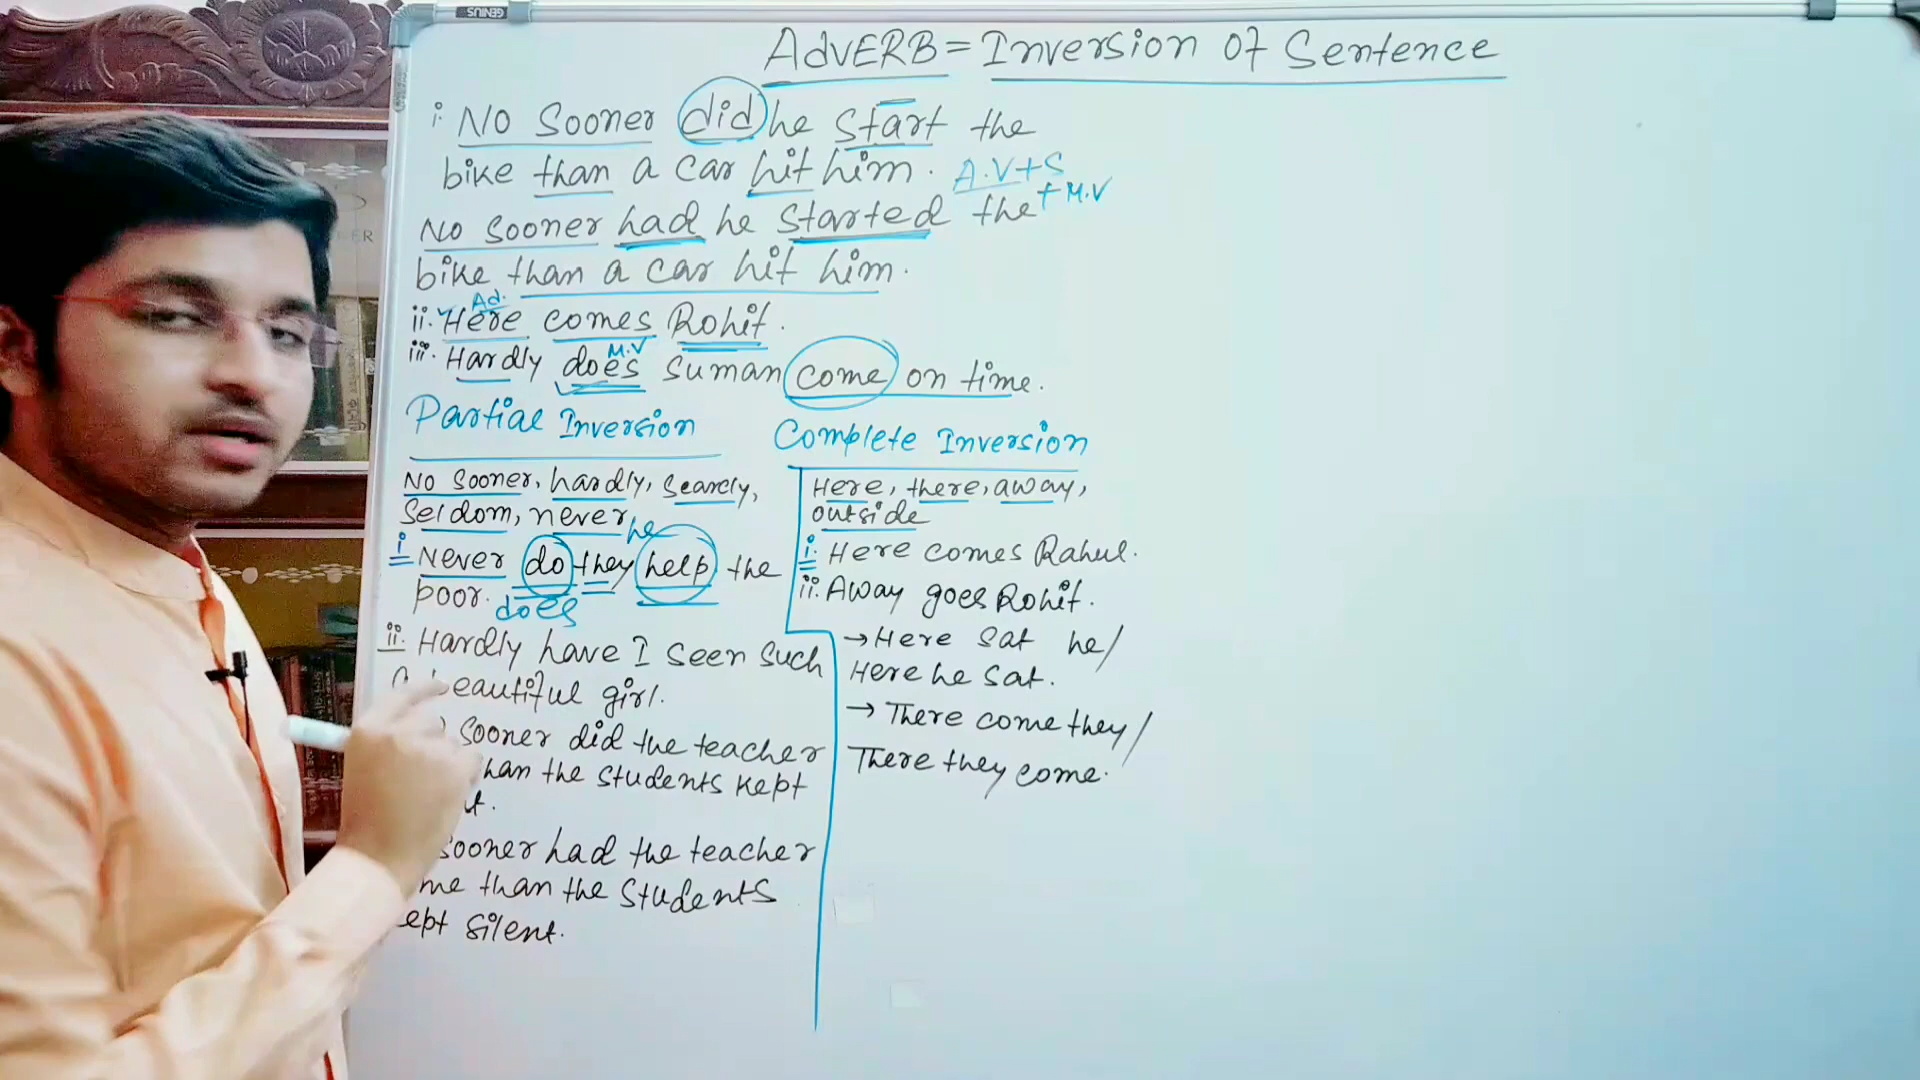 GENIUS
AdvERB = Inversion of Sentence
i. No Sooner did he start the
bike than a car hit him. A.V+S
+ M.V
No sooner had he started the
bike than a car hit him.
Ad.
ii. Here comes Rohit.
M.V
iii. Hardly does suman come on time.
Partial Inversion
No sooner, hardly, Scarely,
Seldom, never
he
i Never do they help the
poor. does
ii. Hardly have I seen such
beautiful girl.
sooner did the teacher
than the students kept
sooner had the teacher
than the students
silent.
Complete Inversion
Here, there, away,
outside
i. Here comes Rahul.
ii. Away goes Rohit.
→ Here sat he/
Here he sat.
→ There come they/
There they come.